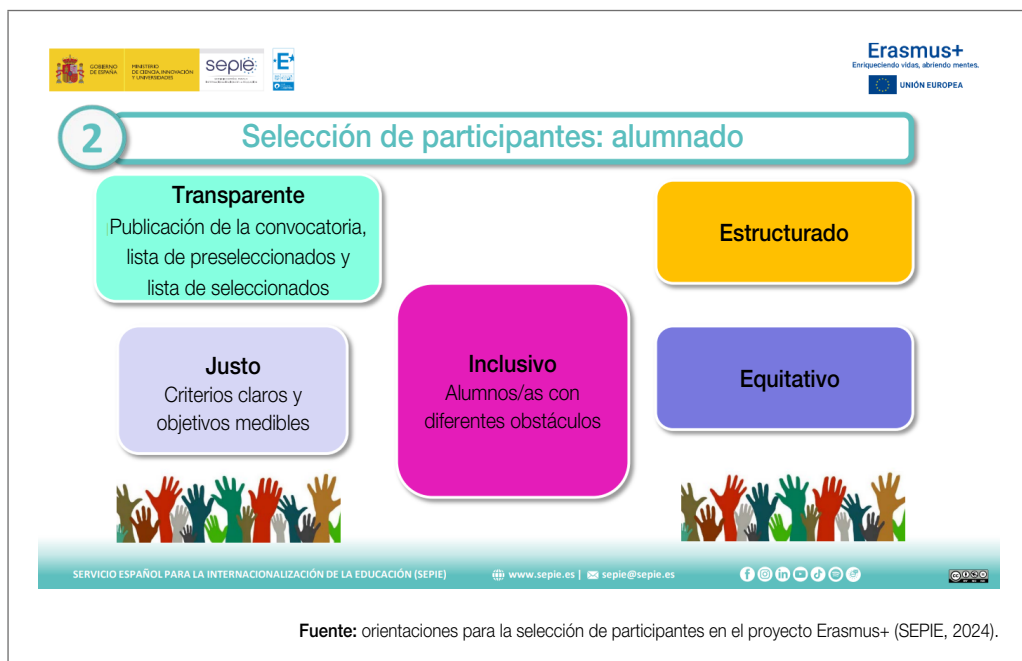 GOBIERNO
DE ESPAÑA
MINISTERIO
DE CIENCIA, INNOVACIÓN
Y UNIVERSIDADES
sepie
Erasmus+
Enriqueciendo vidas, abriendo mentes.
UNIÓN EUROPEA
2
Selección de participantes: alumnado
Transparente
Publicación de la convocatoria,
lista de preseleccionados y
lista de seleccionados
Estructurado
Justo
Criterios claros y
objetivos medibles
Inclusivo
Alumnos/as con
diferentes obstáculos
Equitativo
SERVICIO ESPAÑOL PARA LA INTERNACIONALIZACIÓN DE LA EDUCACIÓN (SEPIE)
www.sepie.es | sepie@sepie.es
Fuente: orientaciones para la selección de participantes en el proyecto Erasmus+ (SEPIE, 2024).